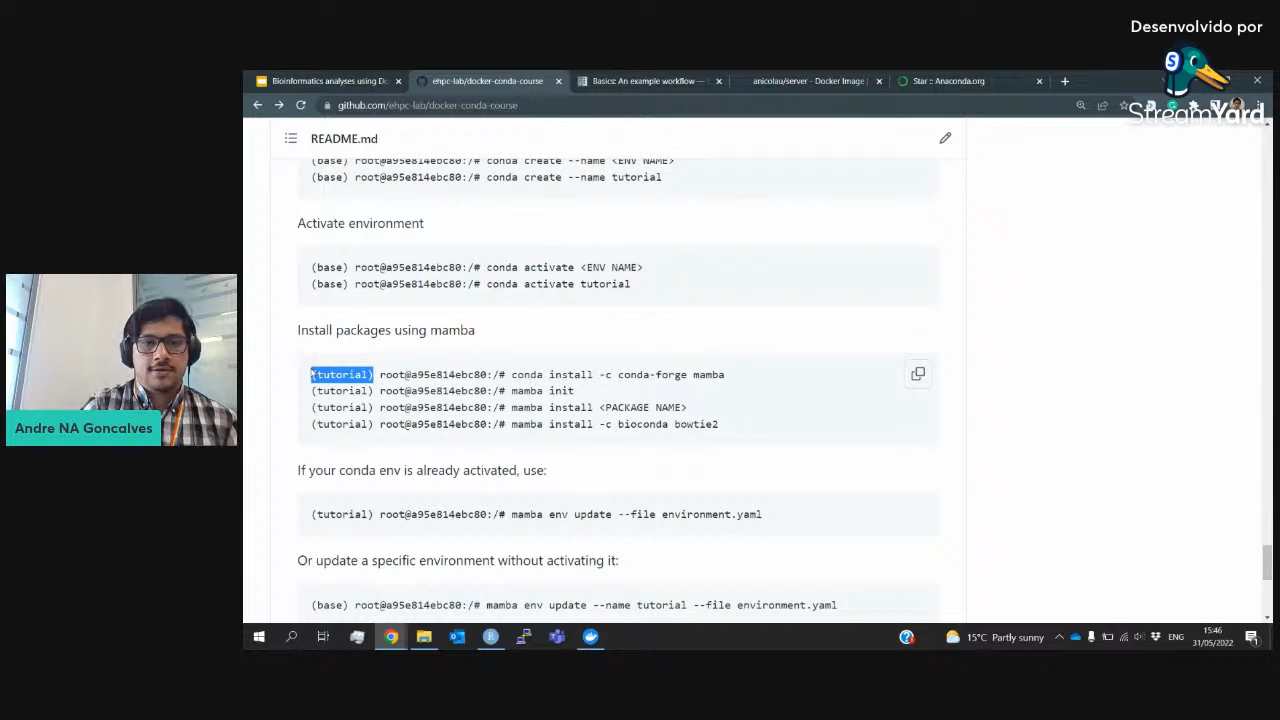 Desenvolvido por
StreamYard
Bioinformatics analyses using Do
ehpc-lab/docker-conda-course
Basics: An example workflow —
anicolau/server - Docker Image |
Star :: Anaconda.org
github.com/ehpc-lab/docker-conda-course
README.md
(base) root@a95e814ebc80:/# conda create --name <ENV NAME>
(base) root@a95e814ebc80:/# conda create --name tutorial
Activate environment
(base) root@a95e814ebc80:/# conda activate <ENV NAME>
(base) root@a95e814ebc80:/# conda activate tutorial
Install packages using mamba
(tutorial) root@a95e814ebc80:/# conda install -c conda-forge mamba
(tutorial) root@a95e814ebc80:/# mamba init
(tutorial) root@a95e814ebc80:/# mamba install <PACKAGE NAME>
(tutorial) root@a95e814ebc80:/# mamba install -c bioconda bowtie2
Andre NA Goncalves
If your conda env is already activated, use:
(tutorial) root@a95e814ebc80:/# mamba env update --file environment.yaml
Or update a specific environment without activating it:
(base) root@a95e814ebc80:/# mamba env update --name tutorial --file environment.yaml
15°C Partly sunny
ENG
15:46
31/05/2022